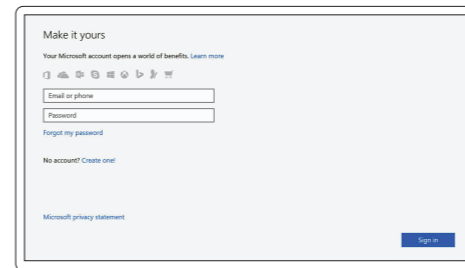 Make it yours
Your Microsoft account opens a world of benefits. Learn more
Email or phone
Password
Forgot my password
No account? Create one!
Microsoft privacy statement
Sign in